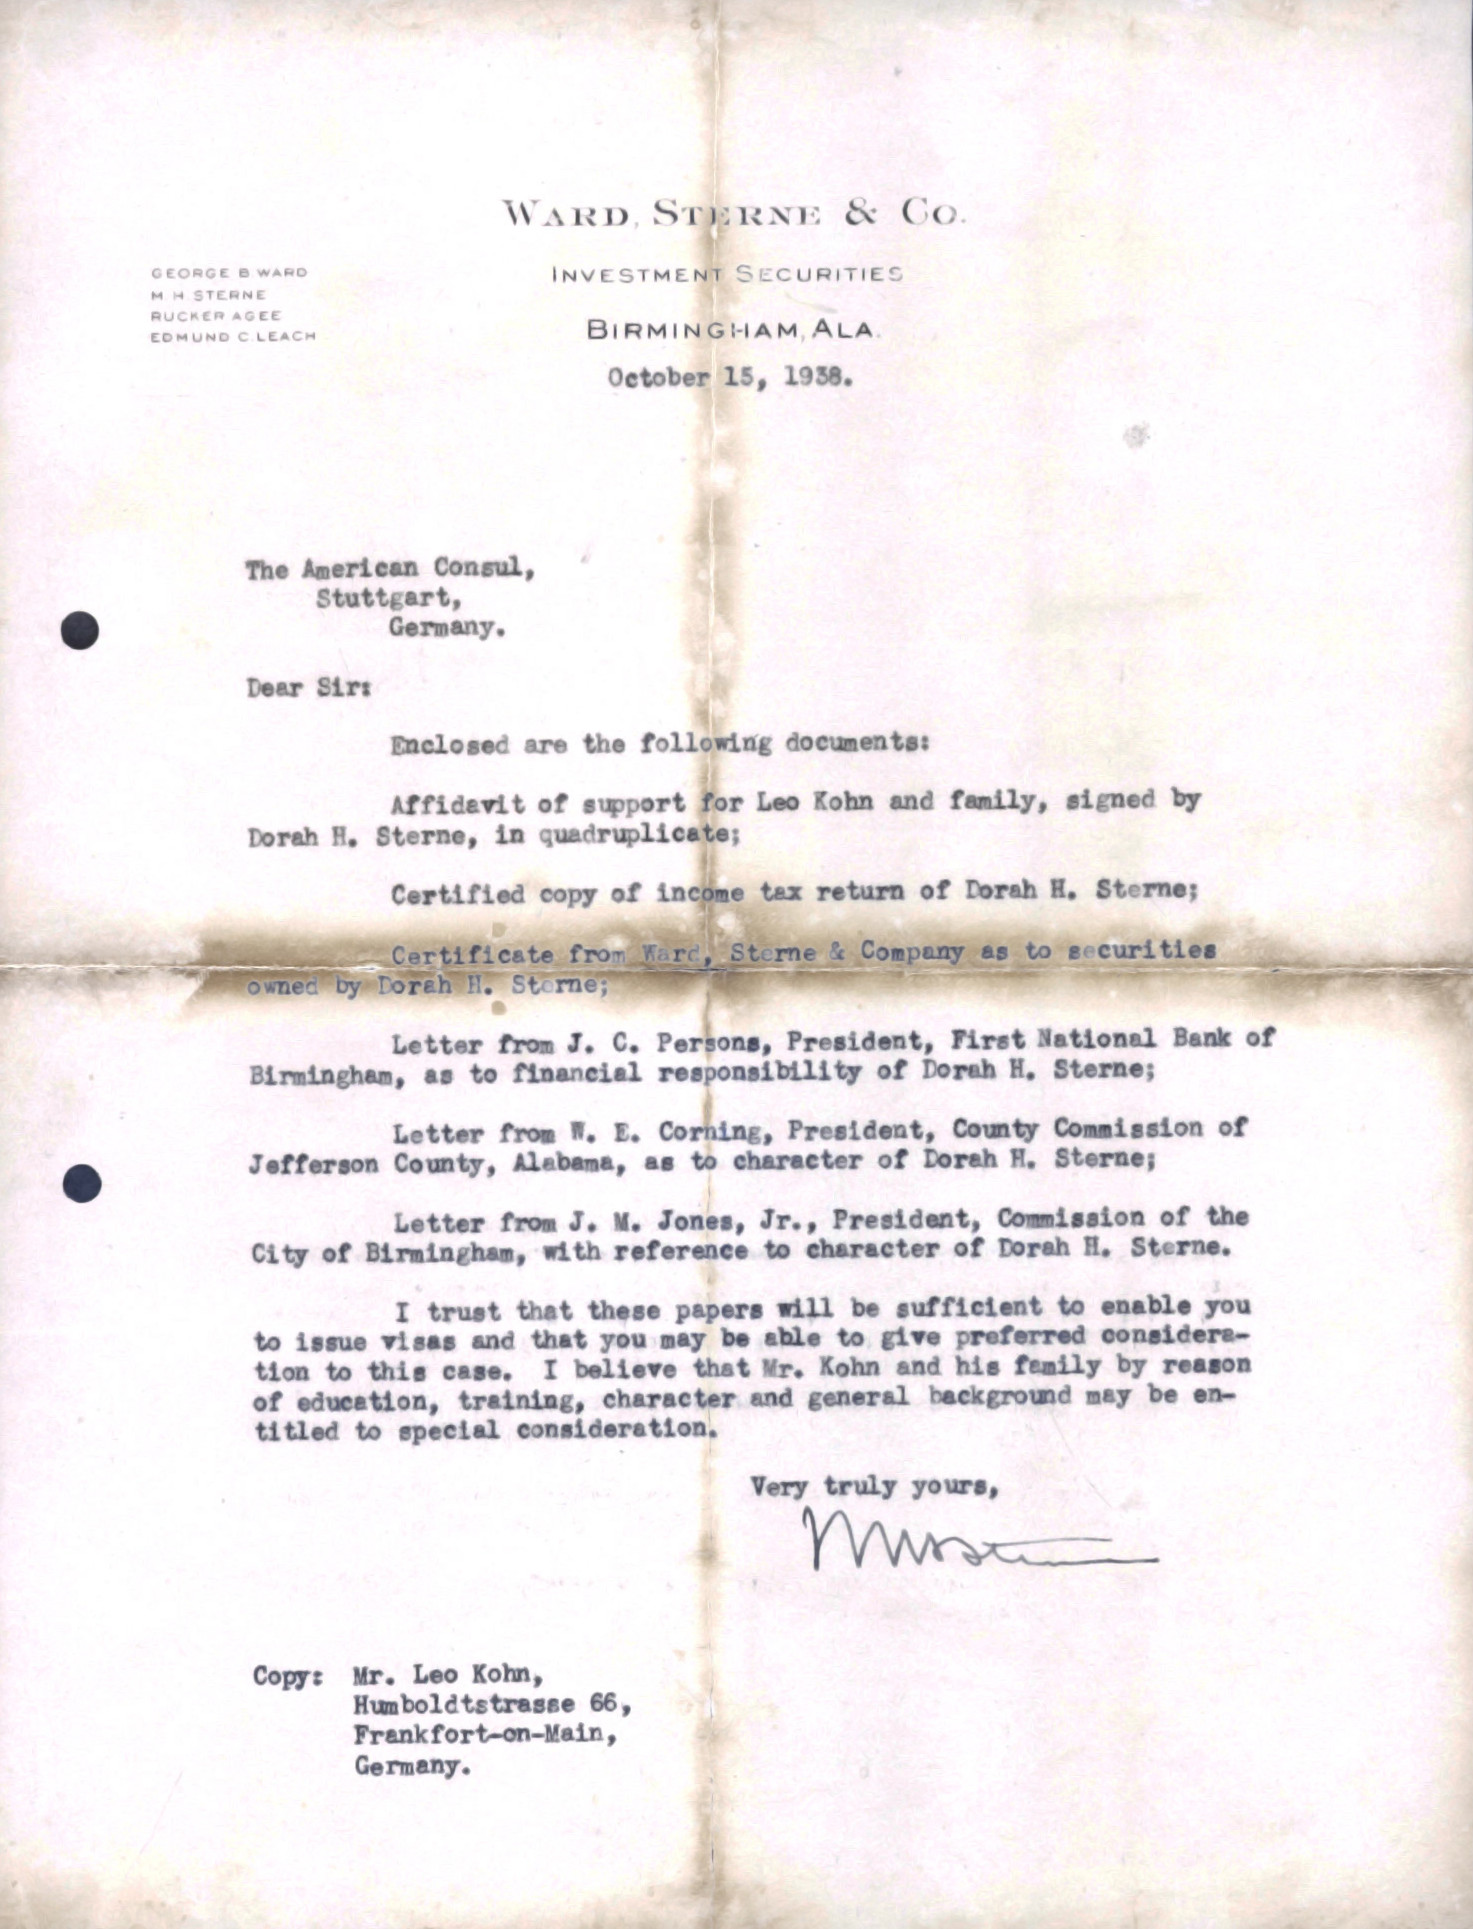 WARD, STERNE & CO.
GEORGE B. WARD
M. H. STERNE
RUCKER AGEE
EDMUND C. LEACH
INVESTMENT SECURITIES
BIRMINGHAM, ALA.
October 15, 1938.
The American Consul,
Stuttgart,
Germany.
Dear Sir:
Enclosed are the following documents:
Affidavit of support for Leo Kohn and family, signed by
Dorah H. Sterne, in quadruplicate;
Certified copy of income tax return of Dorah H. Sterne;
Certificate from Ward, Sterne & Company as to securities
owned by Dorah H. Sterne;
Letter from J. C. Persons, President, First National Bank of
Birmingham, as to financial responsibility of Dorah H. Sterne;
Letter from W. E. Corning, President, County Commission of
Jefferson County, Alabama, as to character of Dorah H. Sterne;
Letter from J. M. Jones, Jr., President, Commission of the
City of Birmingham, with reference to character of Dorah H. Sterne.
I trust that these papers will be sufficient to enable you
to issue visas and that you may be able to give preferred considera-
tion to this case. I believe that Mr. Kohn and his family by reason
of education, training, character and general background may be en-
titled to special consideration.
Very truly yours,
M H Sterne
Copy: Mr. Leo Kohn,
Humboldtstrasse 66,
Frankfort-on-Main,
Germany.